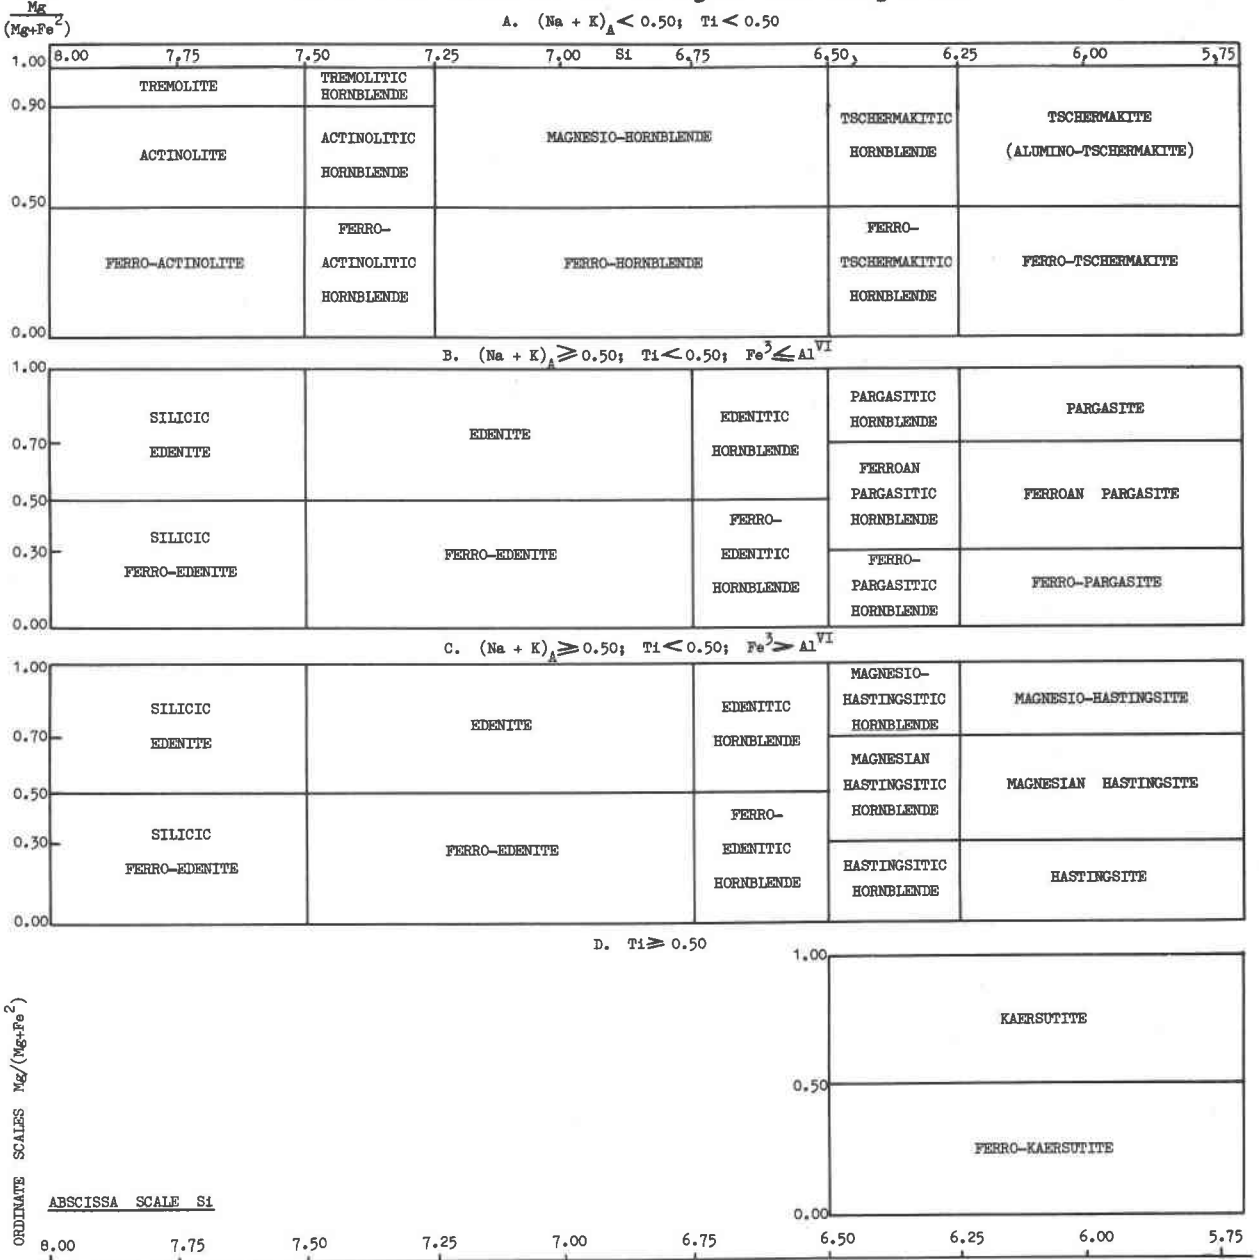 Mg
(Mg+Fe²)
A. (Na + K)A < 0.50; Ti < 0.50
8.00 7.75 7.50 7.25 7.00 Si 6.75 6.50 6.25 6.00 5.75
1.00
0.90
0.50
0.00
TREMOLITE
TREMOLITIC
HORNBLENDE
ACTINOLITE
ACTINOLITIC
HORNBLENDE
MAGNESIO-HORNBLENDE
TSCHERMAKITIC
HORNBLENDE
TSCHERMAKITE
(ALUMINO-TSCHERMAKITE)
FERRO-ACTINOLITE
FERRO-
ACTINOLITIC
HORNBLENDE
FERRO-HORNBLENDE
FERRO-
TSCHERMAKITIC
HORNBLENDE
FERRO-TSCHERMAKITE
B. (Na + K)A ≥ 0.50; Ti < 0.50; Fe³ ≤ Al^VI
1.00
0.70
0.50
0.30
0.00
SILICIC
EDENITE
EDENITE
EDENITIC
HORNBLENDE
PARGASITIC
HORNBLENDE
PARGASITE
FERROAN
PARGASITIC
HORNBLENDE
FERROAN PARGASITE
SILICIC
FERRO-EDENITE
FERRO-EDENITE
FERRO-
EDENITIC
HORNBLENDE
FERRO-
PARGASITIC
HORNBLENDE
FERRO-PARGASITE
C. (Na + K)A ≥ 0.50; Ti < 0.50; Fe³ > Al^VI
1.00
0.70
0.50
0.30
0.00
SILICIC
EDENITE
EDENITE
EDENITIC
HORNBLENDE
MAGNESIO-
HASTINGSITIC
HORNBLENDE
MAGNESIO-HASTINGSITE
MAGNESIAN
HASTINGSITIC
HORNBLENDE
MAGNESIAN HASTINGSITE
SILICIC
FERRO-EDENITE
FERRO-EDENITE
FERRO-
EDENITIC
HORNBLENDE
HASTINGSITIC
HORNBLENDE
HASTINGSITE
D. Ti ≥ 0.50
1.00
0.50
0.00
KAERSUTITE
FERRO-KAERSUTITE
ORDINATE SCALES Mg/(Mg+Fe²)
ABSCISSA SCALE Si
8.00 7.75 7.50 7.25 7.00 6.75 6.50 6.25 6.00 5.75